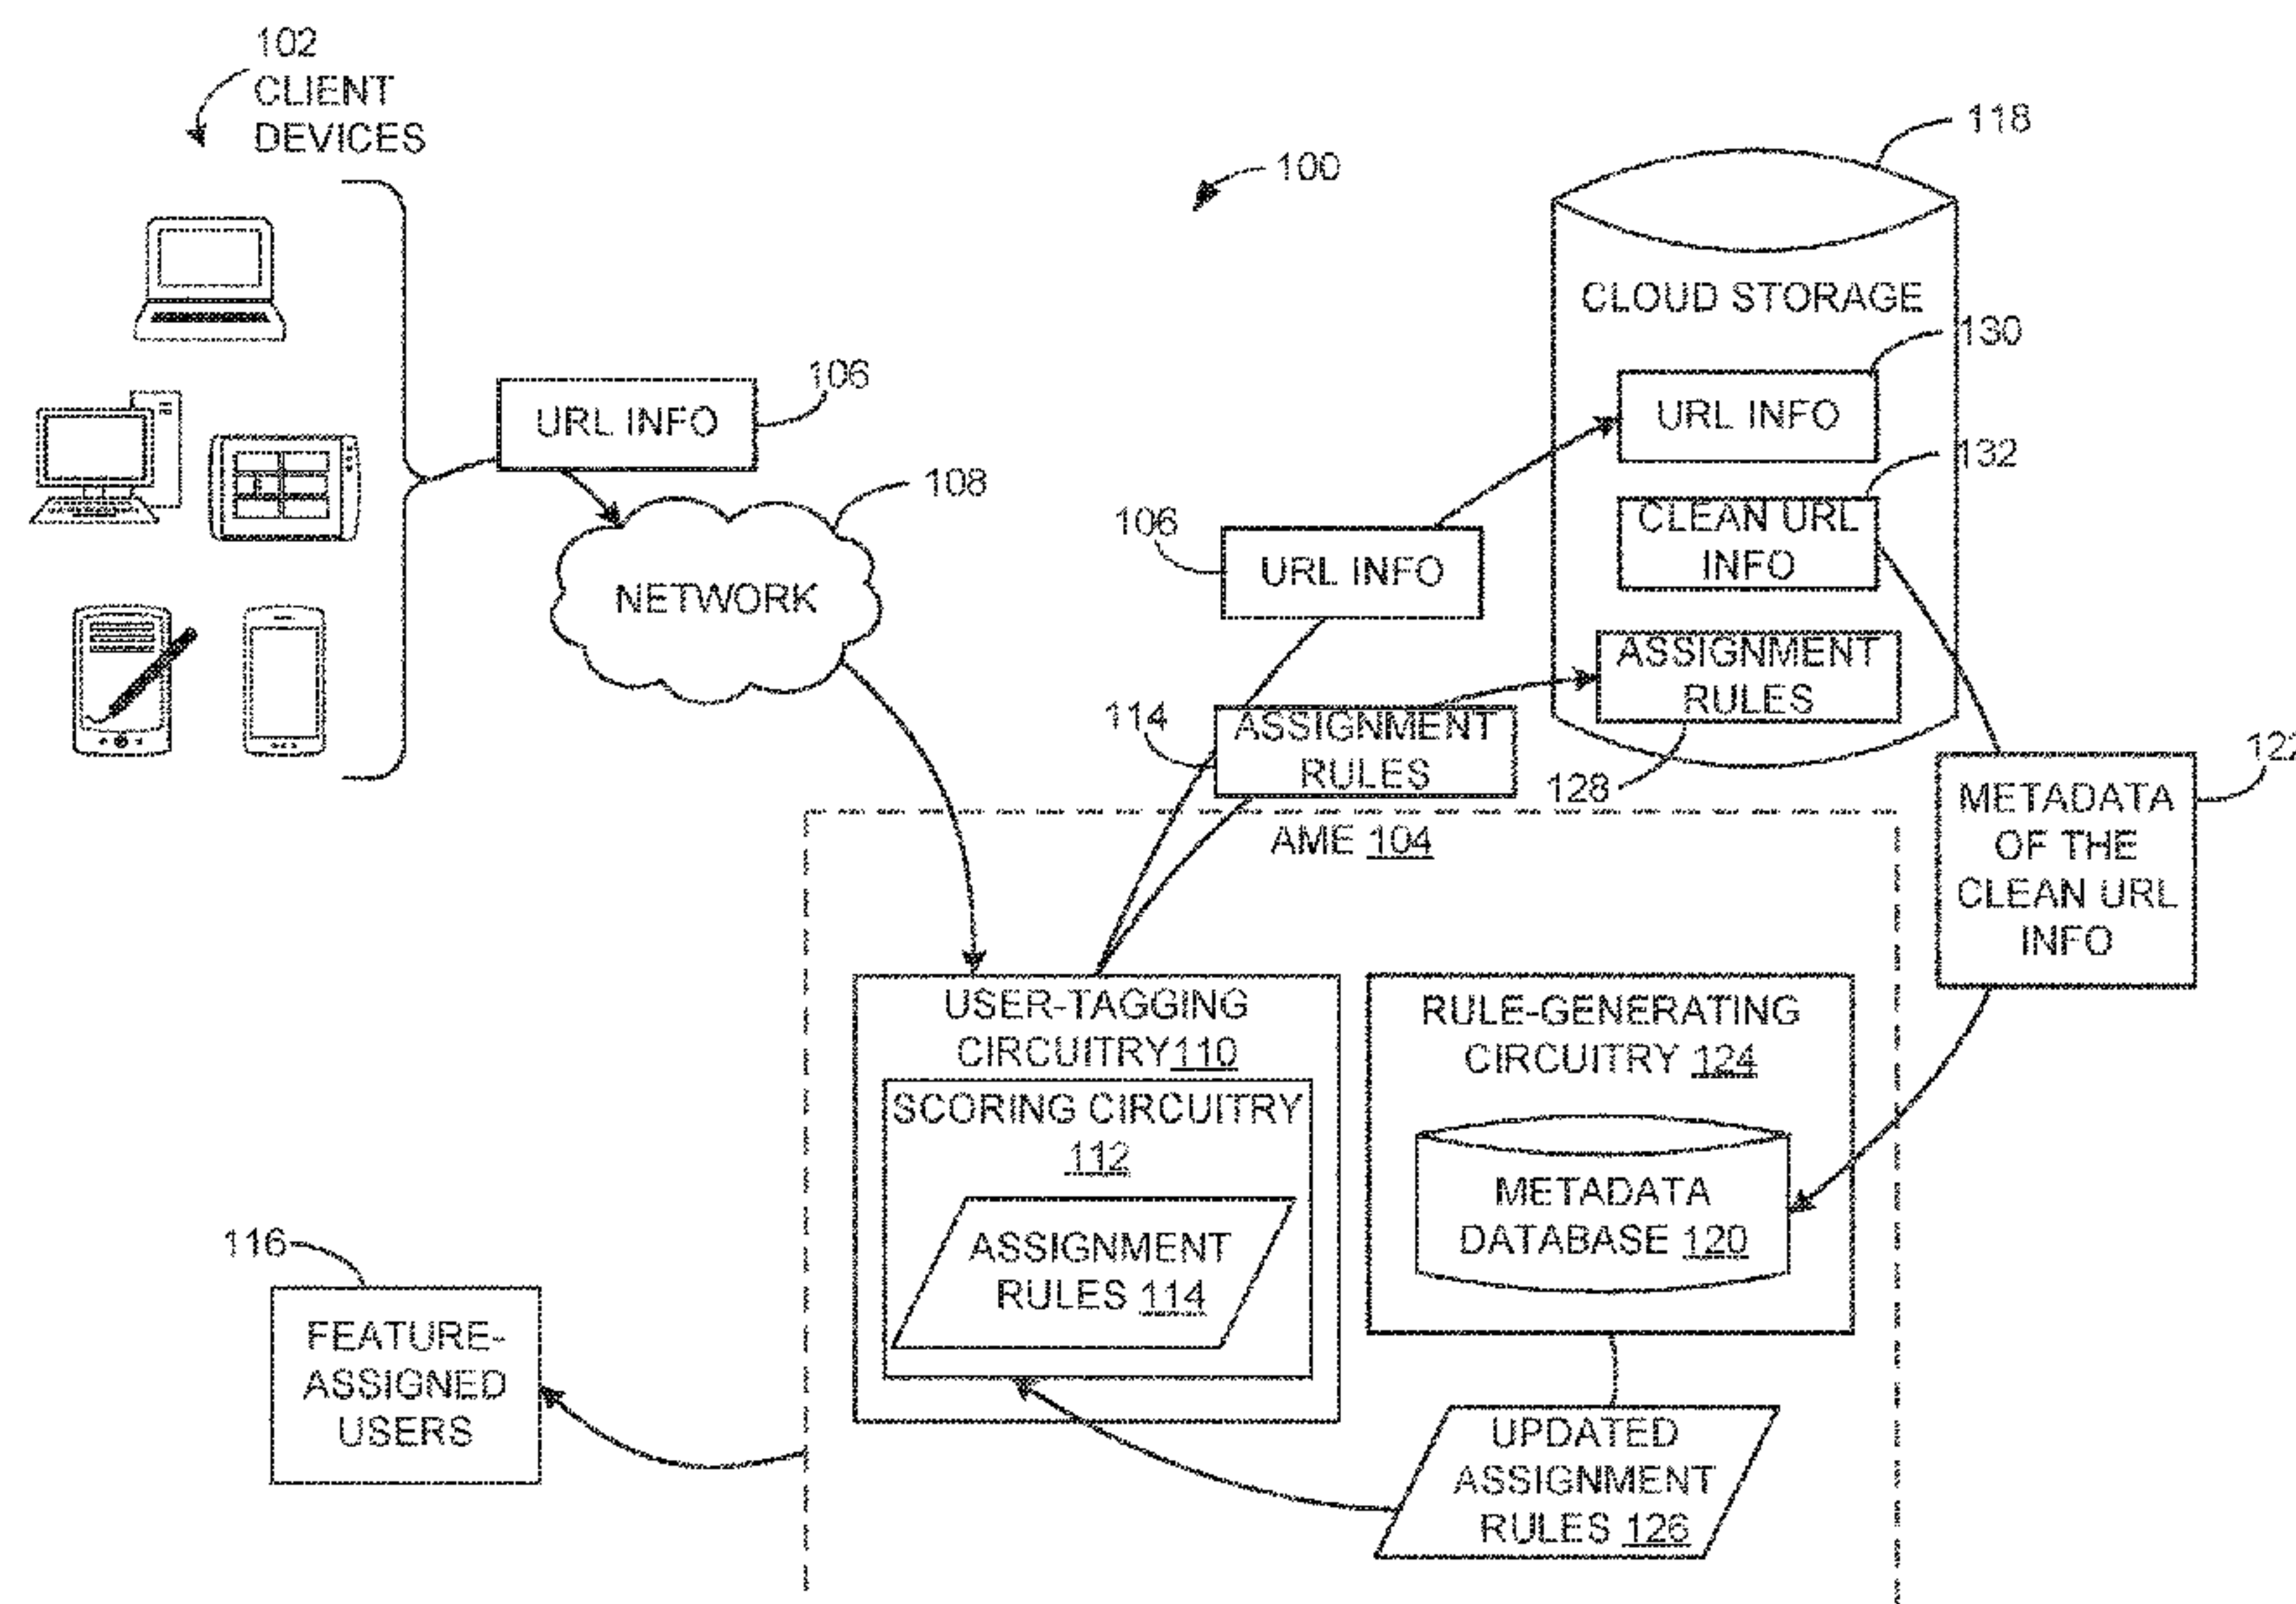 102
CLIENT
DEVICES
100
118
CLOUD STORAGE
130
URL INFO
106
URL INFO
132
108
CLEAN URL
INFO
106
URL INFO
NETWORK
ASSIGNMENT
RULES
114
ASSIGNMENT
RULES
128
122
METADATA
OF THE
CLEAN URL
INFO
AME 104
USER-TAGGING
CIRCUITRY110
SCORING CIRCUITRY
112
ASSIGNMENT
RULES 114
RULE-GENERATING
CIRCUITRY 124
METADATA
DATABASE 120
116
FEATURE-
ASSIGNED
USERS
UPDATED
ASSIGNMENT
RULES 126